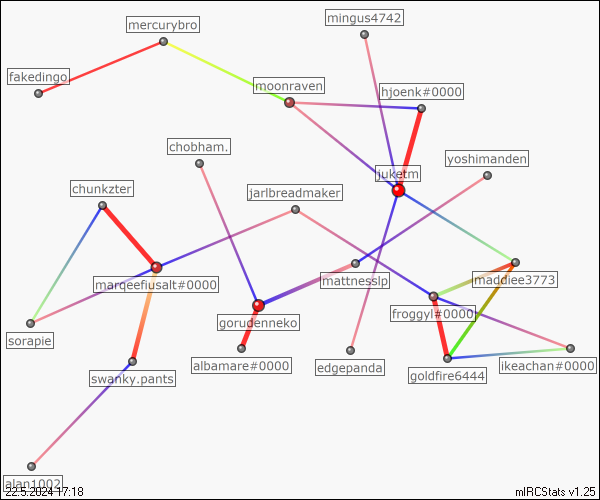 mingus4742
mercurybro
fakedingo
moonraven
hjoenk#0000
chobham.
yoshimanden
juketm
chunkzter
jarlbreadmaker
marqeefiusalt#0000
mattnesslp
maddiee3773
froggyl#0000
gorudenneko
sorapie
albamare#0000
edgepanda
ikeachan#0000
swanky.pants
goldfire6444
alan1002
22.5.2024 17:18
mIRCStats v1.25